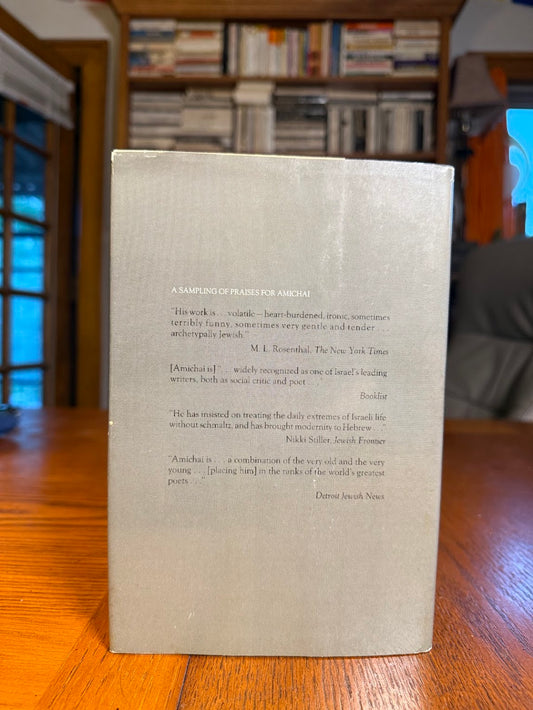 A SAMPLING OF PRAISES FOR AMICHAI
"His work is . . . volatile—heart-burdened, ironic, sometimes
terribly funny, sometimes very gentle and tender . . .
archetypally Jewish."
M. L. Rosenthal, The New York Times
[Amichai is] " . . . widely recognized as one of Israel's leading
writers, both as social critic and poet . . ."
Booklist
"He has insisted on treating the daily extremes of Israeli life
without schmaltz, and has brought modernity to Hebrew . . ."
Nikki Stiller, Jewish Frontier
"Amichai is . . . a combination of the very old and the very
young . . . [placing him] in the ranks of the world's greatest
poets . . ."
Detroit Jewish News